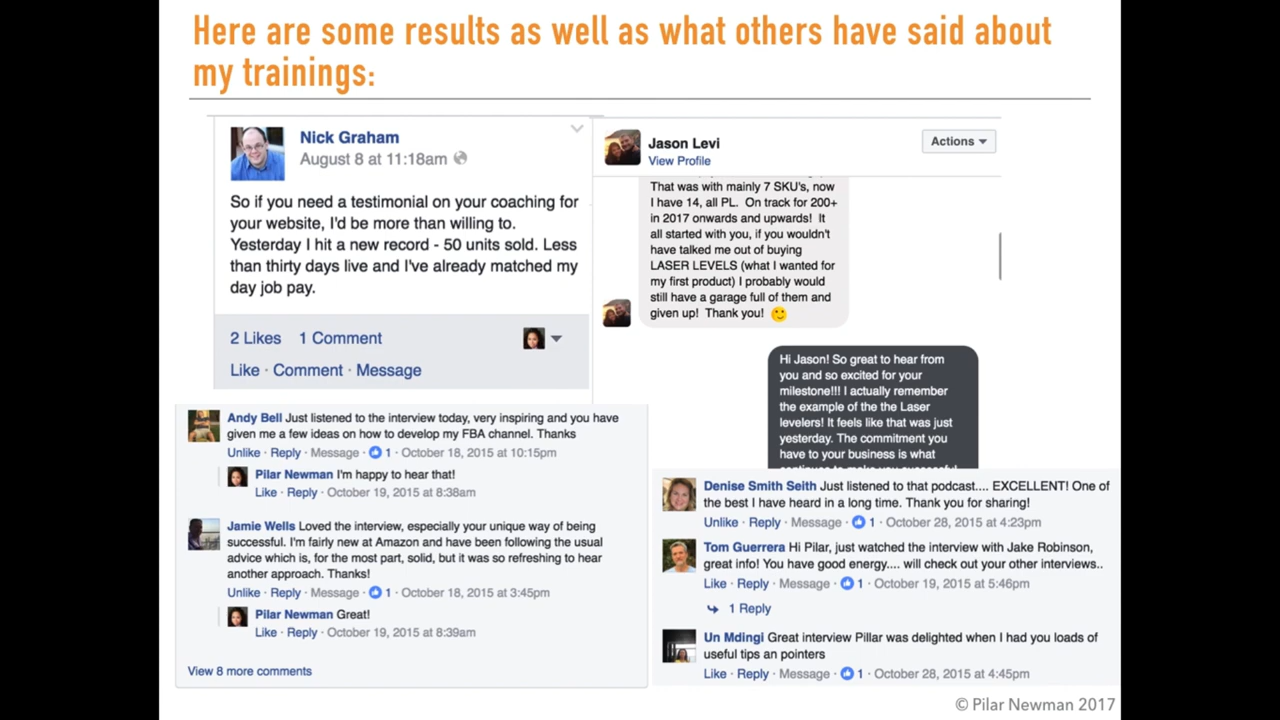 Here are some results as well as what others have said about
my trainings:
Nick Graham
August 8 at 11:18am
So if you need a testimonial on your coaching for
your website, I'd be more than willing to.
Yesterday I hit a new record - 50 units sold. Less
than thirty days live and I've already matched my
day job pay.
2 Likes 1 Comment
Like · Comment · Message
Jason Levi
View Profile
Actions
That was with mainly 7 SKU's, now
I have 14, all PL. On track for 200+
in 2017 onwards and upwards! It
all started with you, if you wouldn't
have talked me out of buying
LASER LEVELS (what I wanted for
my first product) I probably would
still have a garage full of them and
given up! Thank you!
Hi Jason! So great to hear from
you and so excited for your
milestone!!! I actually remember
the example of the the Laser
levelers! It feels like that was just
yesterday. The commitment you
have to your business is what
Andy Bell Just listened to the interview today, very inspiring and you have
given me a few ideas on how to develop my FBA channel. Thanks
Unlike · Reply · Message · 1 · October 18, 2015 at 10:15pm
Pilar Newman I'm happy to hear that!
Like · Reply · October 19, 2015 at 8:38am
Jamie Wells Loved the interview, especially your unique way of being
successful. I'm fairly new at Amazon and have been following the usual
advice which is, for the most part, solid, but it was so refreshing to hear
another approach. Thanks!
Unlike · Reply · Message · 1 · October 18, 2015 at 3:45pm
Pilar Newman Great!
Like · Reply · October 19, 2015 at 8:39am
View 8 more comments
Denise Smith Seith Just listened to that podcast.... EXCELLENT! One of
the best I have heard in a long time. Thank you for sharing!
Unlike · Reply · Message · 1 · October 28, 2015 at 4:23pm
Tom Guerrera Hi Pilar, just watched the interview with Jake Robinson,
great info! You have good energy.... will check out your other interviews..
Like · Reply · Message · 1 · October 19, 2015 at 5:46pm
1 Reply
Un Mdingi Great interview Pillar was delighted when I had you loads of
useful tips an pointers
Like · Reply · Message · 1 · October 28, 2015 at 4:45pm
© Pilar Newman 2017